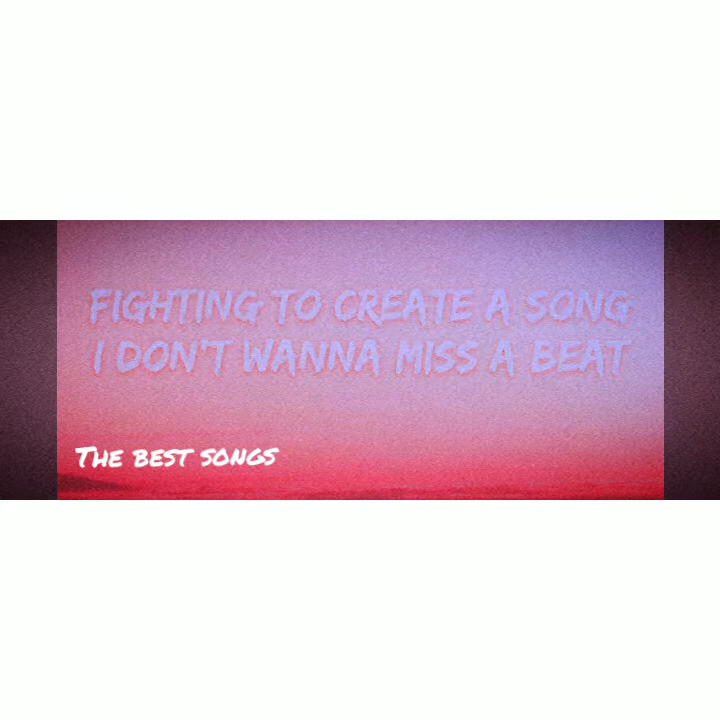 FIGHTING TO CREATE A SONG
I DON'T WANNA MISS A BEAT
THE BEST SONGS